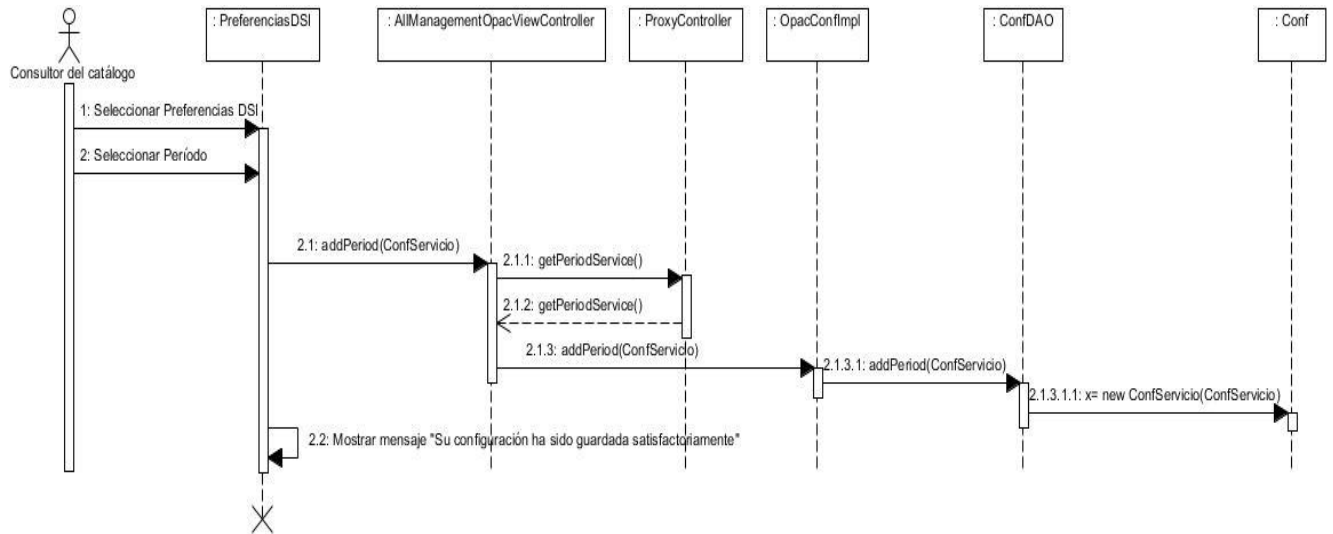 : PreferenciasDSI
: AllManagementOpacViewController
: ProxyController
: OpacConfImpl
: ConfDAO
: Conf
Consultor del catálogo
1: Seleccionar Preferencias DSI
2: Seleccionar Período
2.1: addPeriod(ConfServicio)
2.1.1: getPeriodService()
2.1.2: getPeriodService()
2.1.3: addPeriod(ConfServicio)
2.1.3.1: addPeriod(ConfServicio)
2.1.3.1.1: x= new ConfServicio(ConfServicio)
2.2: Mostrar mensaje "Su configuración ha sido guardada satisfactoriamente"